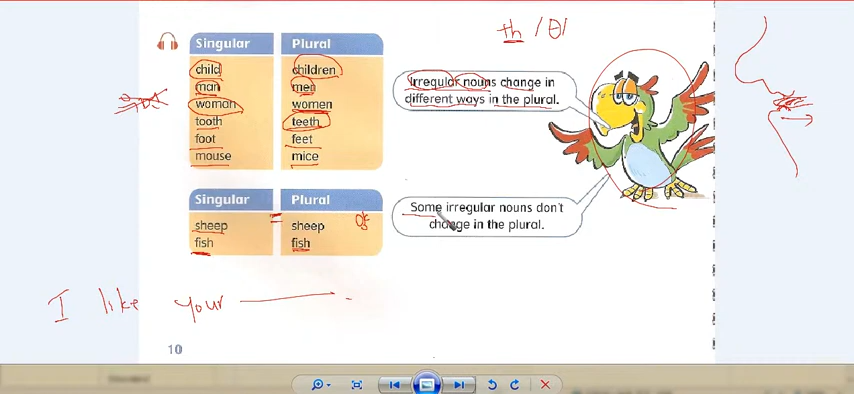 th /θ/
Singular Plural
child children
man men
woman women
tooth teeth
foot feet
mouse mice
Irregular nouns change in
different ways in the plural.
Singular Plural
sheep sheep
fish fish
Some irregular nouns don't
change in the plural.
I like your
10